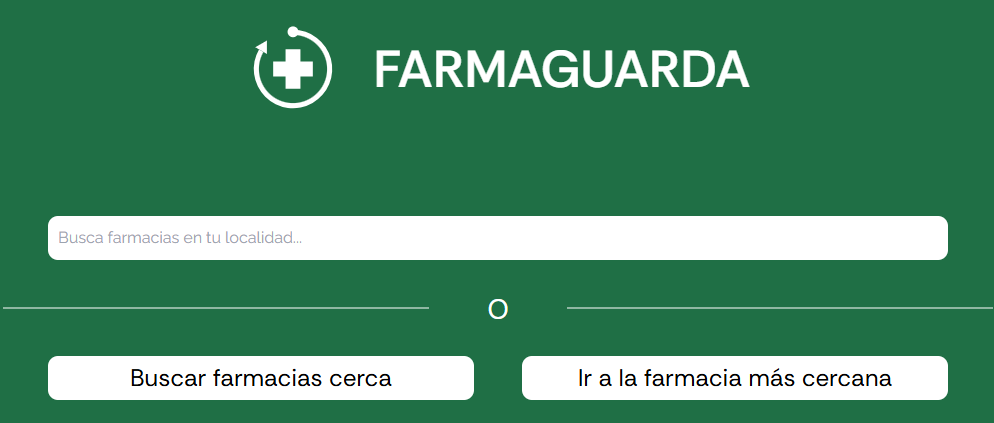 FARMAGUARDA
Busca farmacias en tu localidad...
O
Buscar farmacias cerca
Ir a la farmacia más cercana